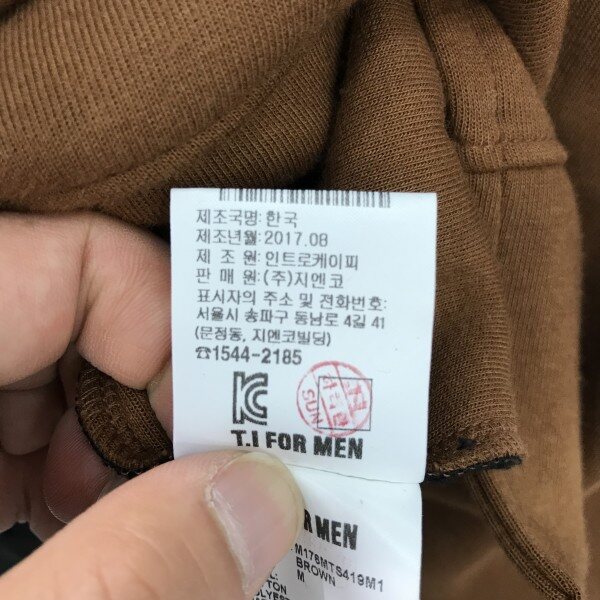 제조국명:한국
제조년월:2017.08
제 조 원:인트로케이피
판 매 원:(주)지엔코
표시자의 주소 및 전화번호:
서울시 송파구 동남로 4길 41
(문정동, 지엔코빌딩)
☎1544-2185
KC
SUN
T.I FOR MEN
FOR MEN
M176MTS419M1
BROWN
M